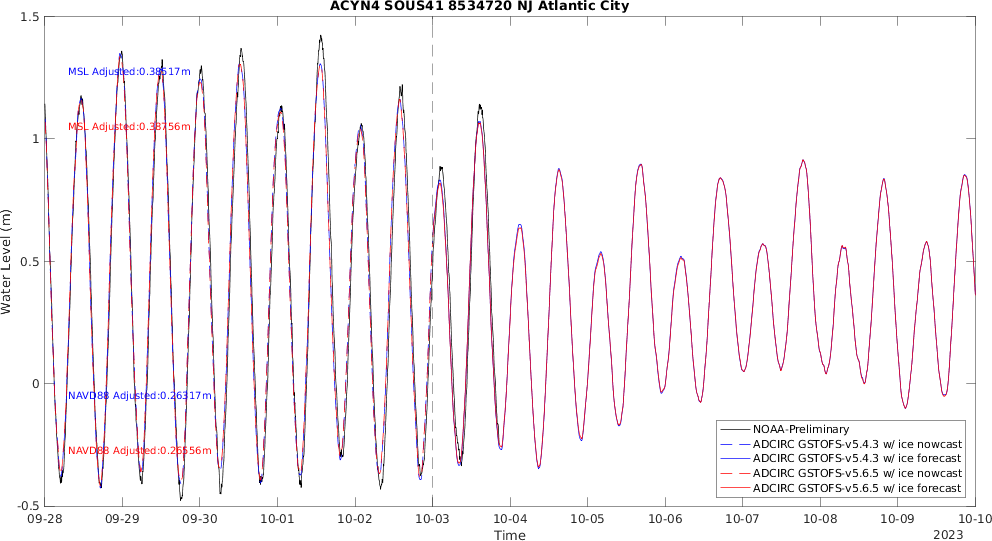 ACYN4 SOUS41 8534720 NJ Atlantic City
Water Level (m)
1.5
1
0.5
0
-0.5
MSL Adjusted:0.38517m
MSL Adjusted:0.38756m
NAVD88 Adjusted:0.26317m
NAVD88 Adjusted:0.26556m
NOAA-Preliminary
ADCIRC GSTOFS-v5.4.3 w/ ice nowcast
ADCIRC GSTOFS-v5.4.3 w/ ice forecast
ADCIRC GSTOFS-v5.6.5 w/ ice nowcast
ADCIRC GSTOFS-v5.6.5 w/ ice forecast
09-28 09-29 09-30 10-01 10-02 10-03 10-04 10-05 10-06 10-07 10-08 10-09 10-10
Time
2023